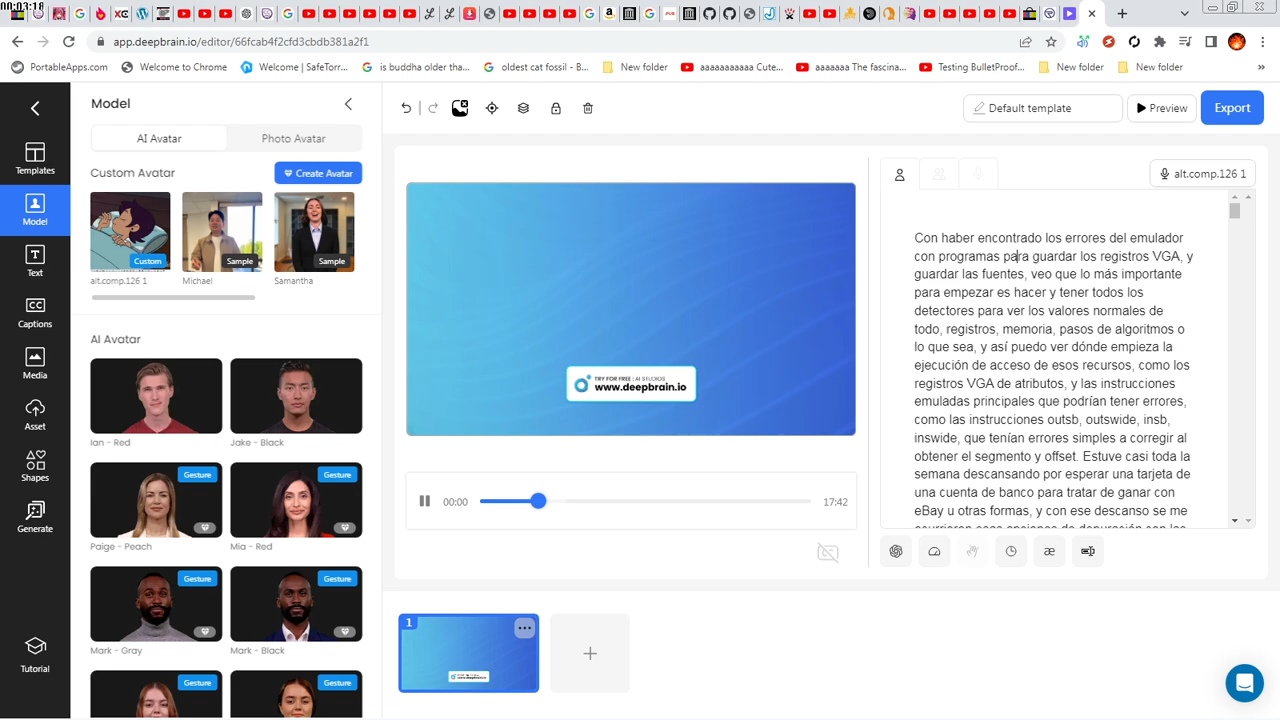 00:03:18
app.deepbrain.io/editor/66fcab4f2cfd3cbdb381a2f1
PortableApps.com
Welcome to Chrome
Welcome | SafeTorr...
is buddha older tha...
oldest cat fossil - B...
New folder
aaaaaaaaaaa Cute...
aaaaaaa The fascina...
Testing BulletProof...
New folder
New folder
»
Templates
Model
Text
Captions
Media
Asset
Shapes
Generate
Tutorial
Model
AI Avatar
Photo Avatar
Custom Avatar
Create Avatar
Custom
Sample
Sample
alt.comp.126 1
Michael
Samantha
AI Avatar
Ian - Red
Jake - Black
Gesture
Gesture
Paige - Peach
Mia - Red
Gesture
Gesture
Mark - Gray
Mark - Black
Gesture
Gesture
Default template
Preview
Export
TRY FOR FREE | AI STUDIOS
www.deepbrain.io
00:00
17:42
alt.comp.126 1
Con haber encontrado los errores del emulador
con programas para guardar los registros VGA, y
guardar las fuentes, veo que lo más importante
para empezar es hacer y tener todos los
detectores para ver los valores normales de
todo, registros, memoria, pasos de algoritmos o
lo que sea, y así puedo ver dónde empieza la
ejecución de acceso de esos recursos, como los
registros VGA de atributos, y las instrucciones
emuladas principales que podrían tener errores,
como las instrucciones outsb, outswide, insb,
inswide, que tenían errores simples a corregir al
obtener el segmento y offset. Estuve casi toda la
semana descansando por esperar una tarjeta de
una cuenta de banco para tratar de ganar con
eBay u otras formas, y con ese descanso se me
æ
1